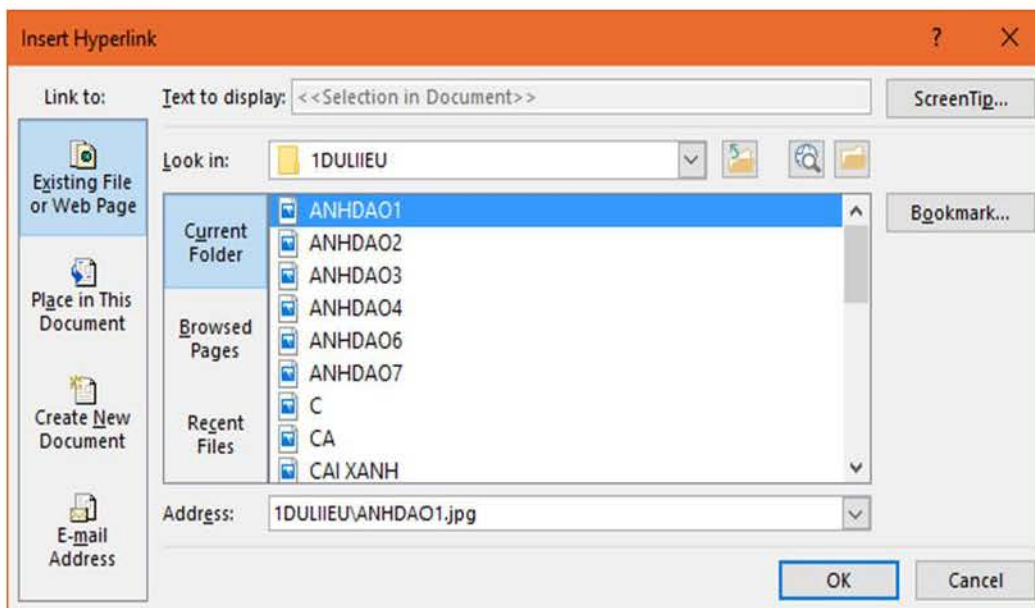 Insert Hyperlink ? X
Link to:
Text to display: <<Selection in Document>>
ScreenTip...
Existing File
or Web Page
Place in This
Document
Create New
Document
E-mail
Address
Look in: 1DULIIEU
Current
Folder
Browsed
Pages
Recent
Files
ANHDAO1
ANHDAO2
ANHDAO3
ANHDAO4
ANHDAO6
ANHDAO7
C
CA
CAI XANH
Bookmark...
Address: 1DULIIEU\ANHDAO1.jpg
OK
Cancel